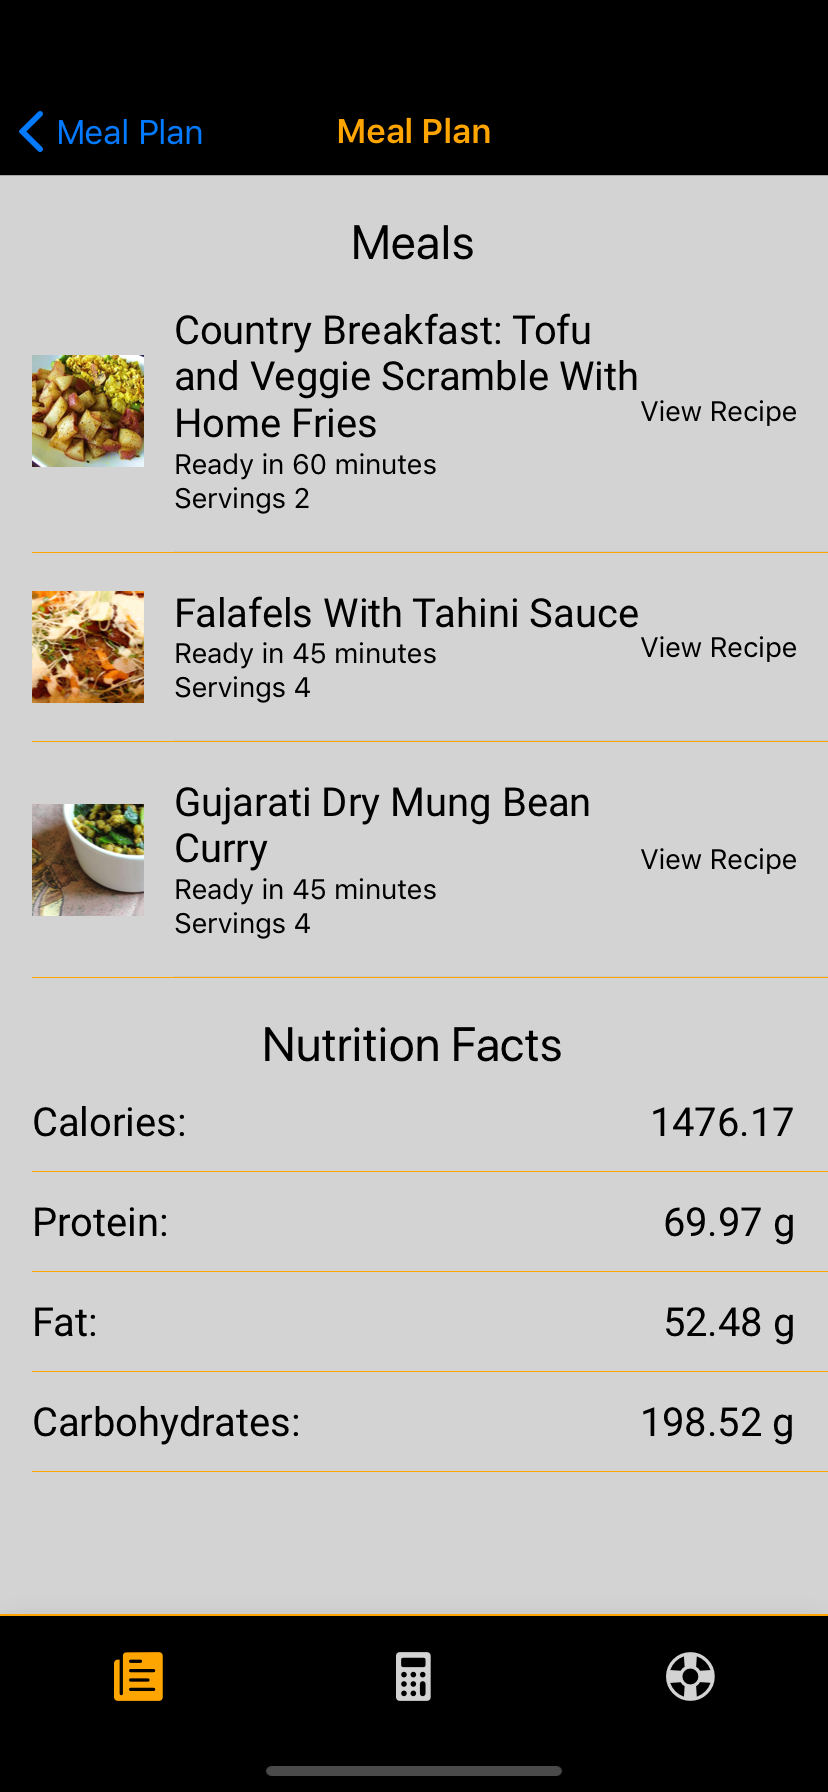 Meal Plan
Meal Plan
Meals
Country Breakfast: Tofu
and Veggie Scramble With
Home Fries
Ready in 60 minutes
Servings 2
View Recipe
Falafels With Tahini Sauce
Ready in 45 minutes
Servings 4
View Recipe
Gujarati Dry Mung Bean
Curry
Ready in 45 minutes
Servings 4
View Recipe
Nutrition Facts
Calories: 1476.17
Protein: 69.97 g
Fat: 52.48 g
Carbohydrates: 198.52 g